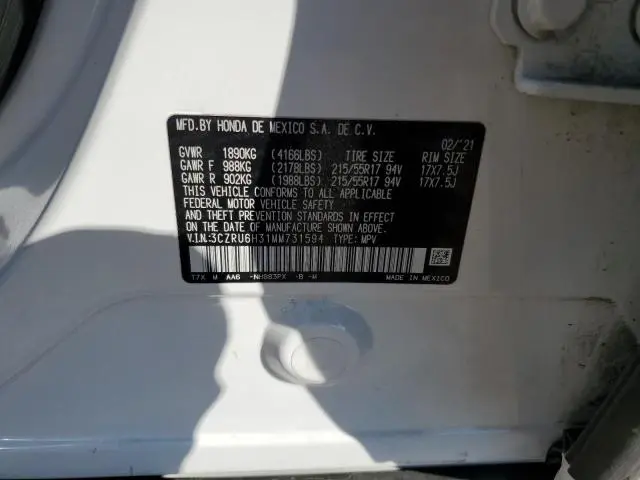 MFD.BY HONDA DE MEXICO S.A. DE C.V.
02/'21
GVWR 1890KG (4166LBS) TIRE SIZE RIM SIZE
GAWR F 988KG (2178LBS) 215/55R17 94V 17X7.5J
GAWR R 902KG (1988LBS) 215/55R17 94V 17X7.5J
THIS VEHICLE CONFORMS TO ALL APPLICABLE
FEDERAL MOTOR VEHICLE SAFETY, BUMPER,
AND THEFT PREVENTION STANDARDS IN EFFECT
ON THE DATE OF MANUFACTURE SHOWN ABOVE.
V.I.N:3CZRU6H31MM731594 TYPE: MPV
T7X M AA6 -NH883PX -B -M MADE IN MEXICO